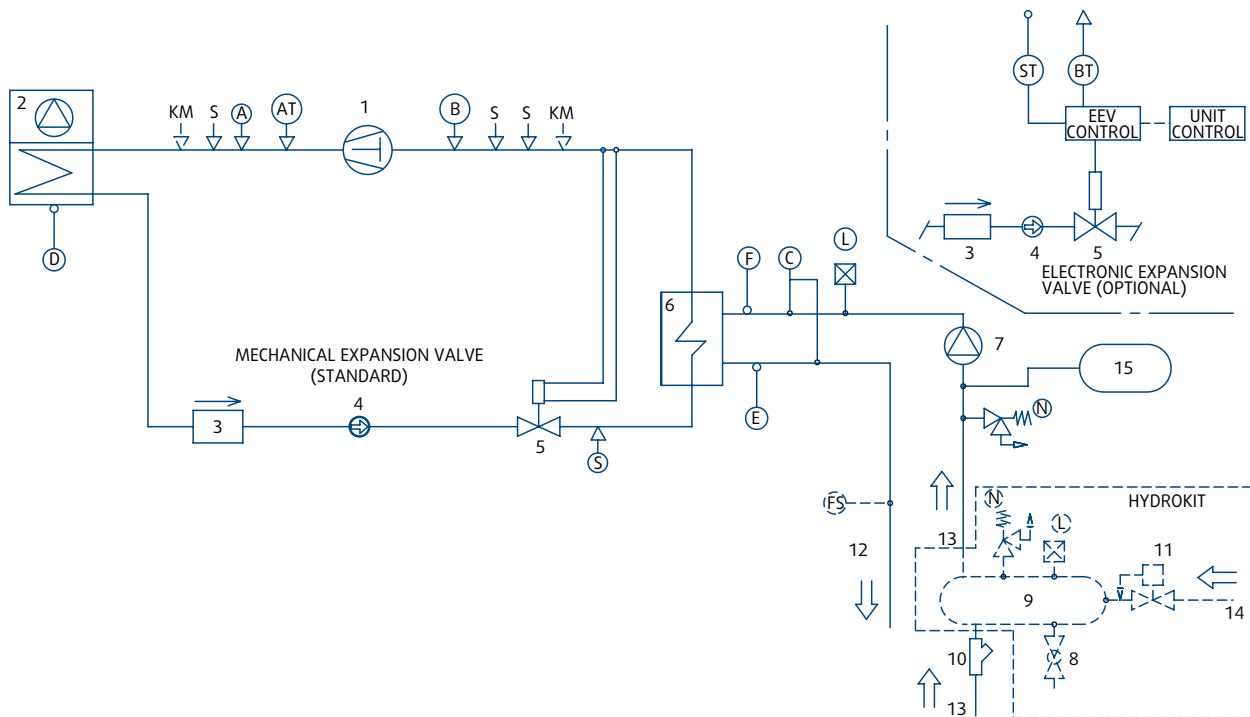 ST
BT
EEV
CONTROL
UNIT
CONTROL
2
KM
S
A
AT
1
B
S
S
KM
D
3
4
5
ELECTRONIC EXPANSION
VALVE (OPTIONAL)
F
C
L
6
7
15
MECHANICAL EXPANSION VALVE
(STANDARD)
4
3
5
S
E
N
FS
HYDROKIT
12
13
N
L
11
9
14
10
8
13